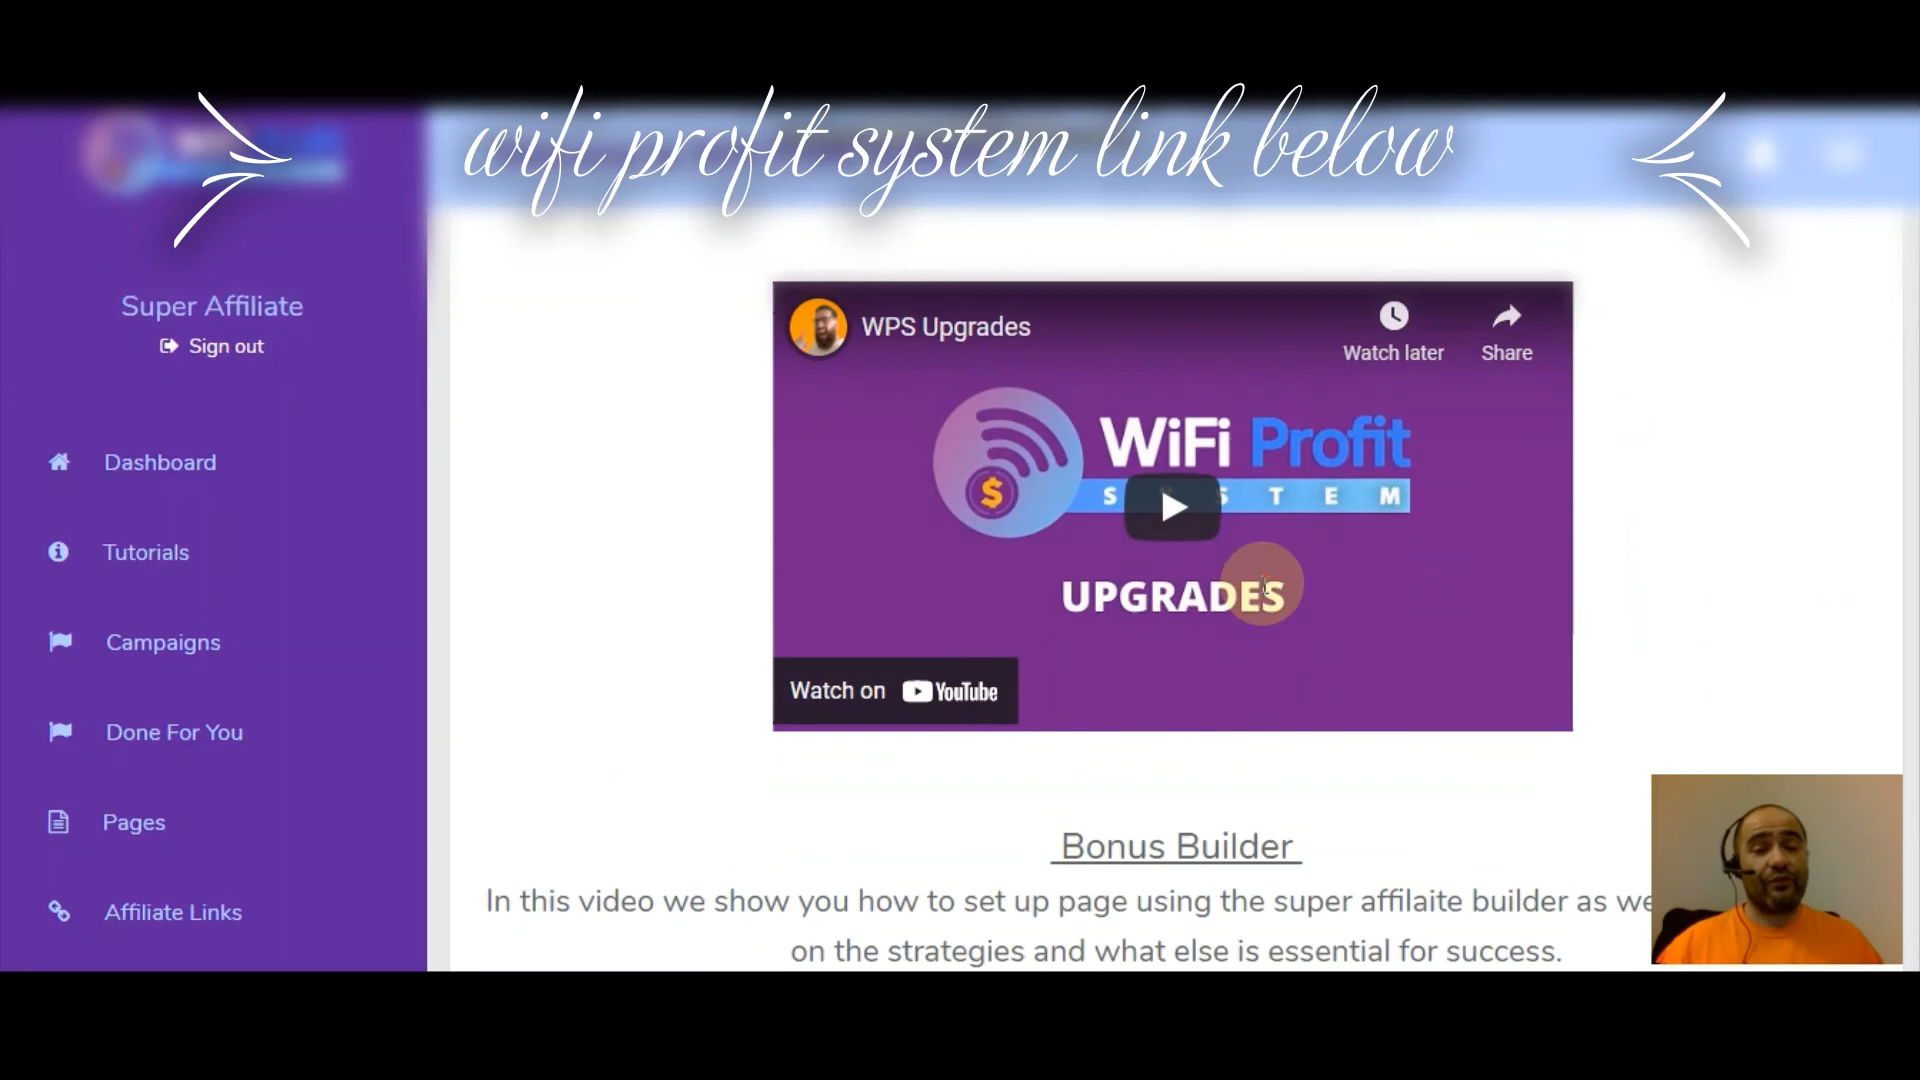 wifi profit system link below
Super Affiliate
Sign out
Dashboard
Tutorials
Campaigns
Done For You
Pages
Affiliate Links
WPS Upgrades
Watch later
Share
WiFi Profit
UPGRADES
Watch on YouTube
Bonus Builder
In this video we show you how to set up page using the super affilaite builder as we
on the strategies and what else is essential for success.